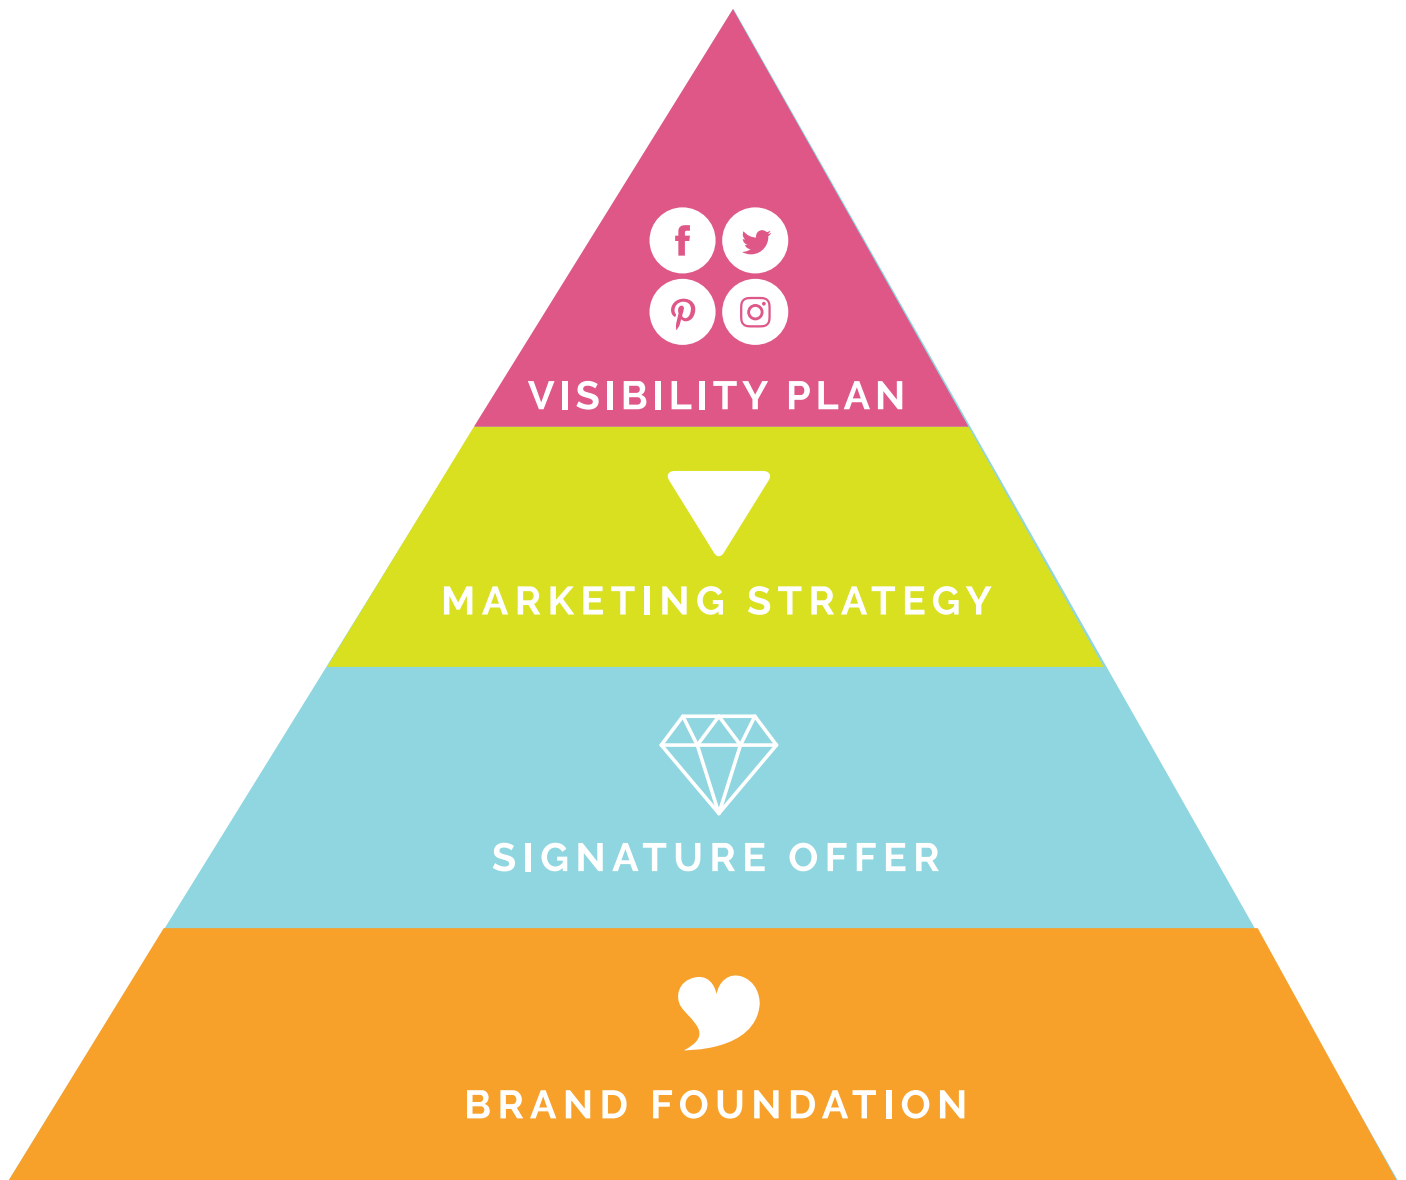 VISIBILITY PLAN
MARKETING STRATEGY
SIGNATURE OFFER
BRAND FOUNDATION